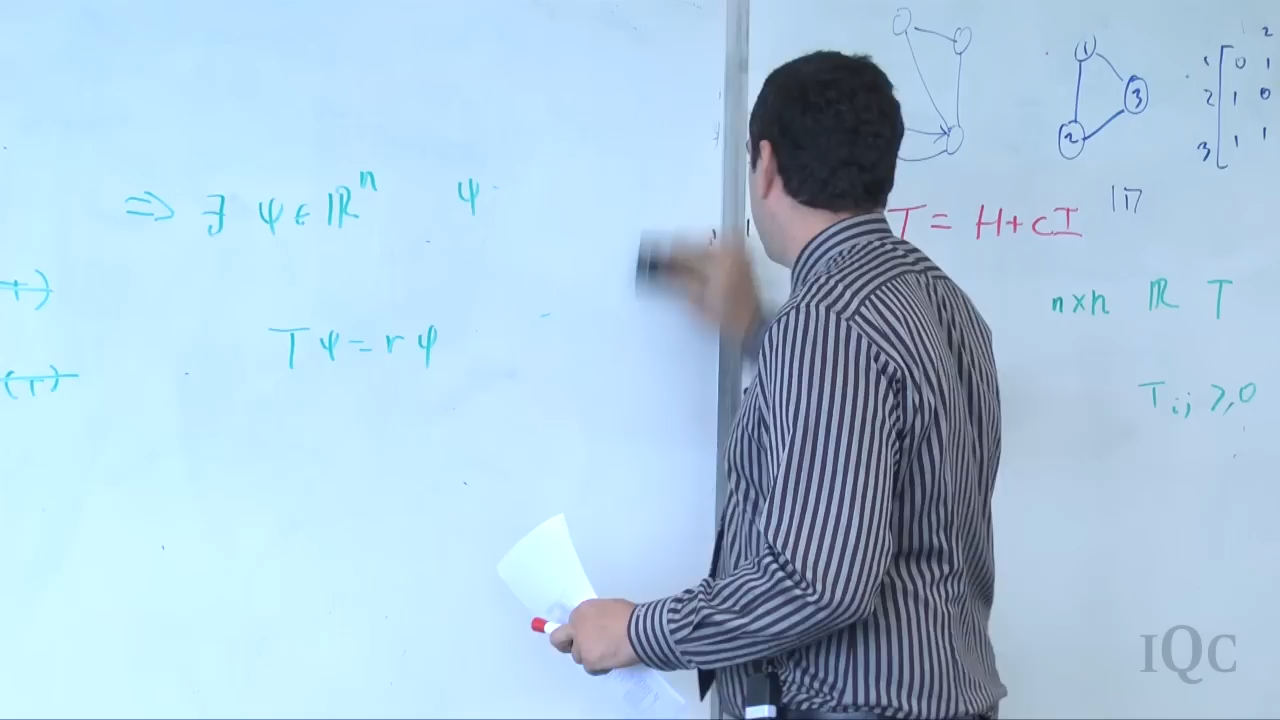 ⇒ ∃ ψ ∈ ℝⁿ ψ
Tψ = rψ
1
2
3
2
1 0 1
2 1 0
3 1 1
T = H + cI
n×n ℝ T
Tᵢⱼ ≥ 0
IQC